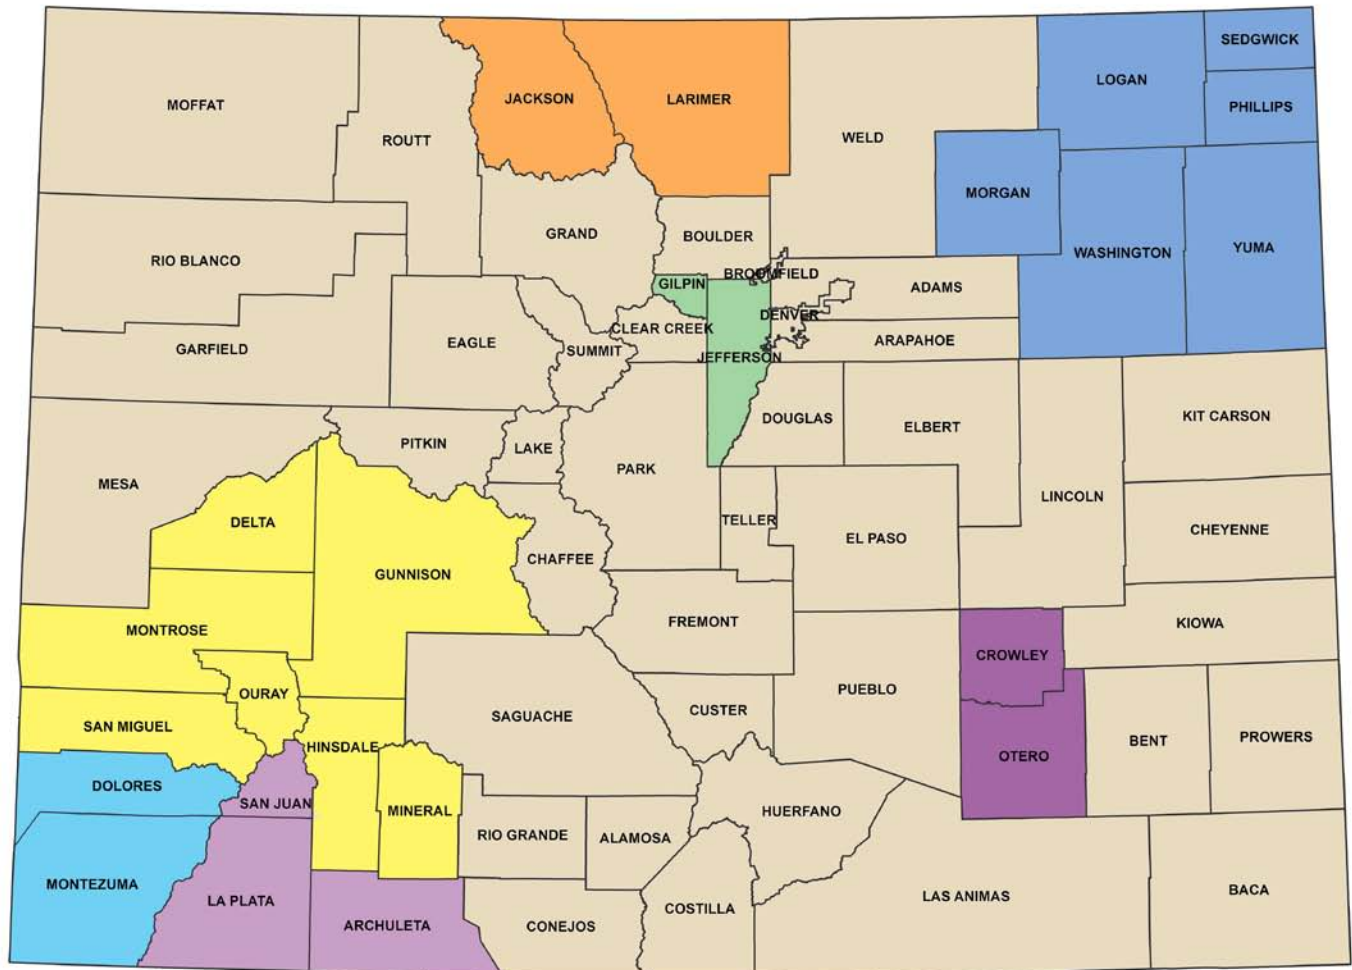 SEDGWICK
LOGAN
MOFFAT
JACKSON
LARIMER
PHILLIPS
ROUTT
WELD
MORGAN
GRAND
BOULDER
RIO BLANCO
WASHINGTON
YUMA
BROOMFIELD
GILPIN
ADAMS
DENVER
CLEAR CREEK
EAGLE
GARFIELD
SUMMIT
JEFFERSON
ARAPAHOE
DOUGLAS
KIT CARSON
ELBERT
PITKIN
LAKE
PARK
MESA
LINCOLN
DELTA
TELLER
CHEYENNE
EL PASO
CHAFFEE
GUNNISON
FREMONT
KIOWA
MONTROSE
CROWLEY
OURAY
PUEBLO
CUSTER
SAGUACHE
SAN MIGUEL
HINSDALE
BENT
PROWERS
OTERO
DOLORES
SAN JUAN
MINERAL
HUERFANO
RIO GRANDE
ALAMOSA
MONTEZUMA
LA PLATA
BACA
LAS ANIMAS
COSTILLA
ARCHULETA
CONEJOS